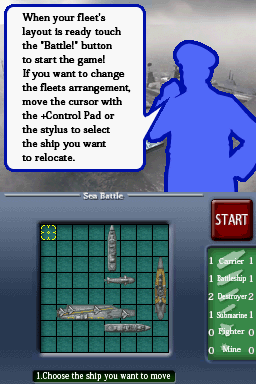 When your fleet's
layout is ready touch
the "Battle!" button
to start the game!
If you want to change
the fleets arrangement,
move the cursor with
the +Control Pad or
the stylus to select
the ship you want
to relocate.
Sea Battle
START
1 Carrier 1
1 Battleship 1
2 Destroyer 2
1 Submarine 1
0 Fighter 0
0 Mine 0
1.Choose the ship you want to move